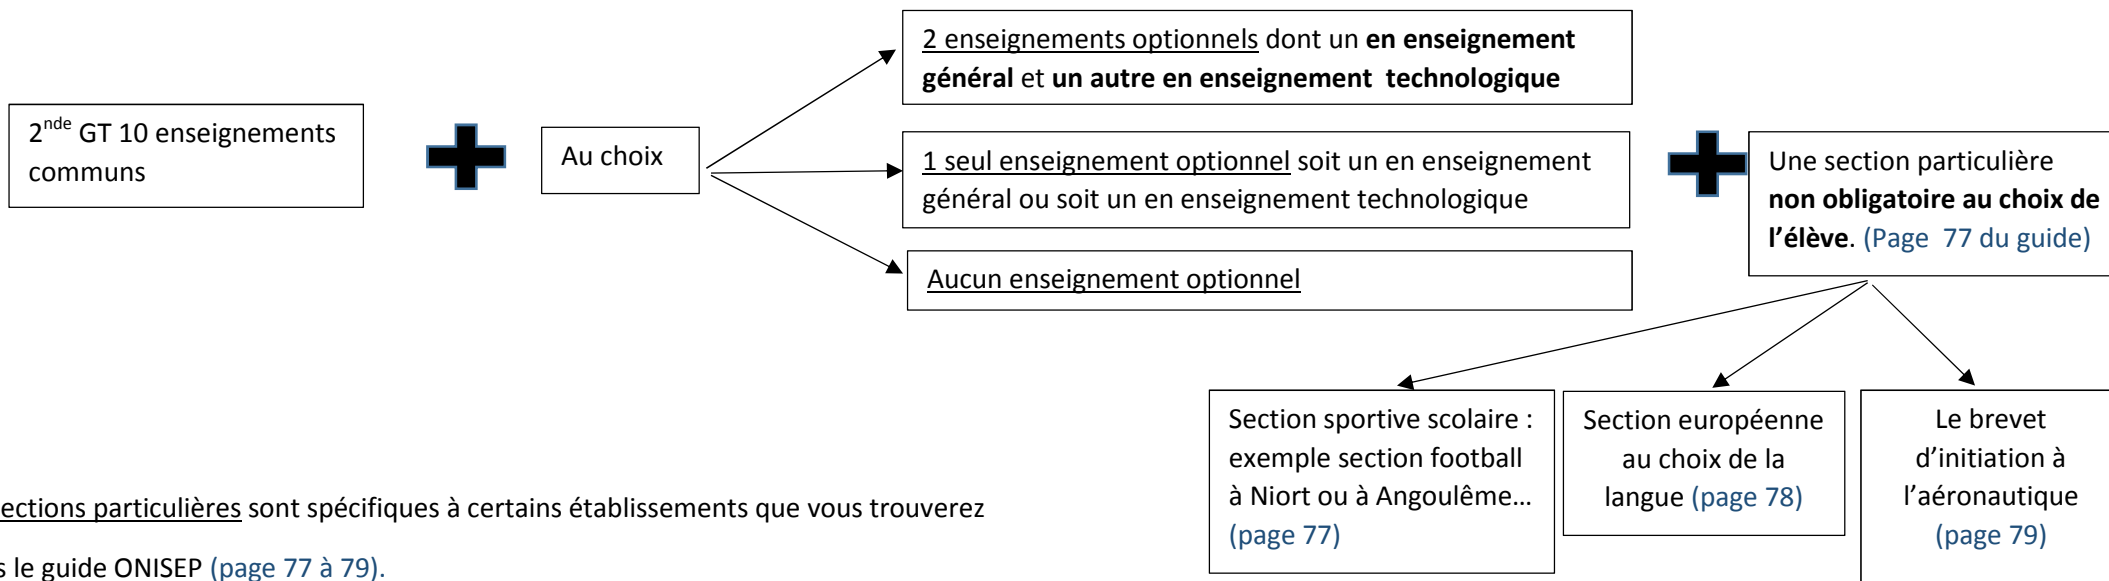 2nde GT 10 enseignements
communs
Au choix
2 enseignements optionnels dont un en enseignement
général et un autre en enseignement technologique
1 seul enseignement optionnel soit un en enseignement
général ou soit un en enseignement technologique
Aucun enseignement optionnel
Une section particulière
non obligatoire au choix de
l’élève. (Page 77 du guide)
Section sportive scolaire :
exemple section football
à Niort ou à Angoulême…
(page 77)
Section européenne
au choix de la
langue (page 78)
Le brevet
d’initiation à
l’aéronautique
(page 79)
ections particulières sont spécifiques à certains établissements que vous trouverez
s le guide ONISEP (page 77 à 79).